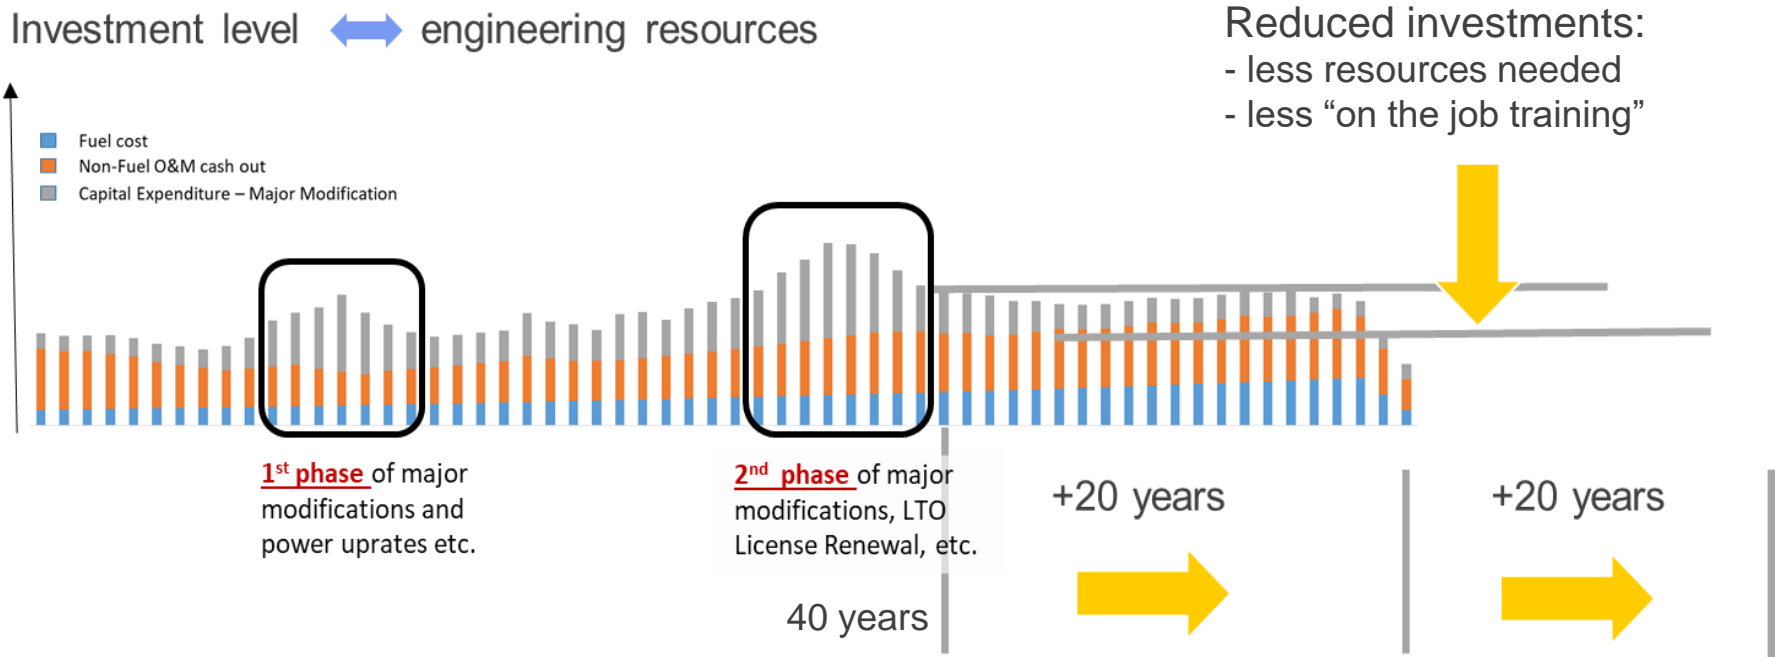 Investment level engineering resources
Reduced investments:
- less resources needed
- less “on the job training”
Fuel cost
Non-Fuel O&M cash out
Capital Expenditure – Major Modification
1st phase of major
modifications and
power uprates etc.
2nd phase of major
modifications, LTO
License Renewal, etc.
+20 years
+20 years
40 years